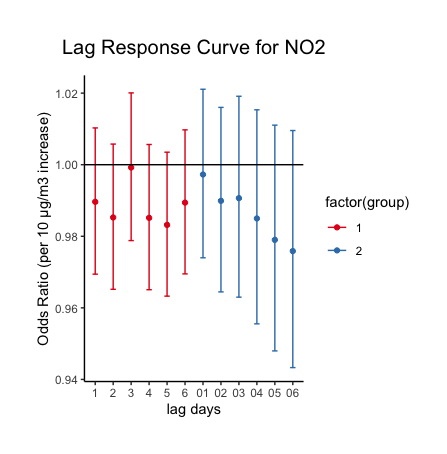 Lag Response Curve for NO2
Odds Ratio (per 10 μg/m3 increase)
1.02
1.00
0.98
0.96
0.94
1 2 3 4 5 6 01 02 03 04 05 06
lag days
factor(group)
1
2